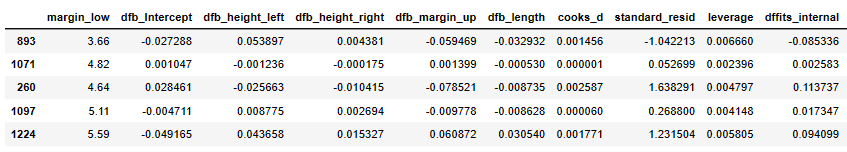 margin_low dfb_Intercept dfb_height_left dfb_height_right dfb_margin_up dfb_length cooks_d standard_resid leverage dffits_internal
893 3.66 -0.027288 0.053897 0.004381 -0.059469 -0.032932 0.001456 -1.042213 0.006660 -0.085336
1071 4.82 0.001047 -0.001236 -0.000175 0.001399 -0.000530 0.000001 0.052699 0.002396 0.002583
260 4.64 0.028461 -0.025663 -0.010415 -0.078521 -0.008735 0.002587 1.638291 0.004797 0.113737
1097 5.11 -0.004711 0.008775 0.002694 -0.009778 -0.008628 0.000060 0.268800 0.004148 0.017347
1224 5.59 -0.049165 0.043658 0.015327 0.060872 0.030540 0.001771 1.231504 0.005805 0.094099